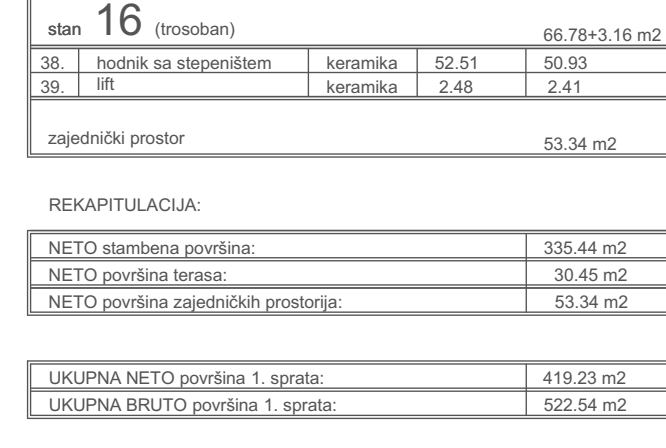 stan 16 (trosoban) 66.78+3.16 m2
38. hodnik sa stepeništem keramika 52.51 50.93
39. lift keramika 2.48 2.41
zajednički prostor 53.34 m2
REKAPITULACIJA:
NETO stambena površina: 335.44 m2
NETO površina terasa: 30.45 m2
NETO površina zajedničkih prostorija: 53.34 m2
UKUPNA NETO površina 1. sprata: 419.23 m2
UKUPNA BRUTO površina 1. sprata: 522.54 m2